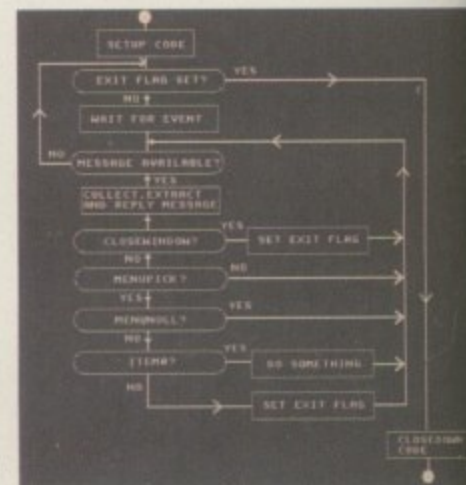 SETUP CODE
EXIT FLAG SET?
YES
NO
WAIT FOR EVENT
NO
MESSAGE AVAILABLE?
YES
COLLECT, EXTRACT
AND REPLY MESSAGE
CLOSEWINDOW?
YES
SET EXIT FLAG
NO
MENUPICK?
NO
YES
MENUNULL?
YES
NO
ITEM0?
YES
DO SOMETHING
NO
SET EXIT FLAG
CLOSEDOWN
CODE